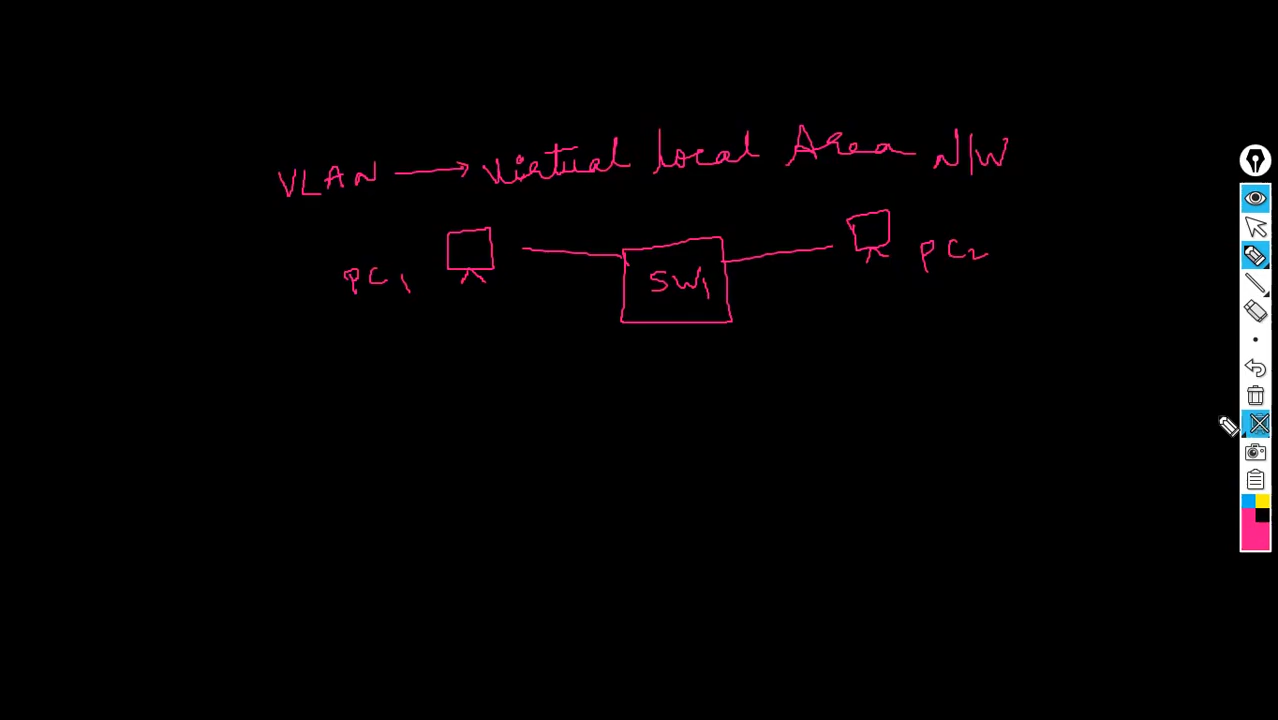 VLAN → Virtual Local Area N/W
PC1 SW1 PC2